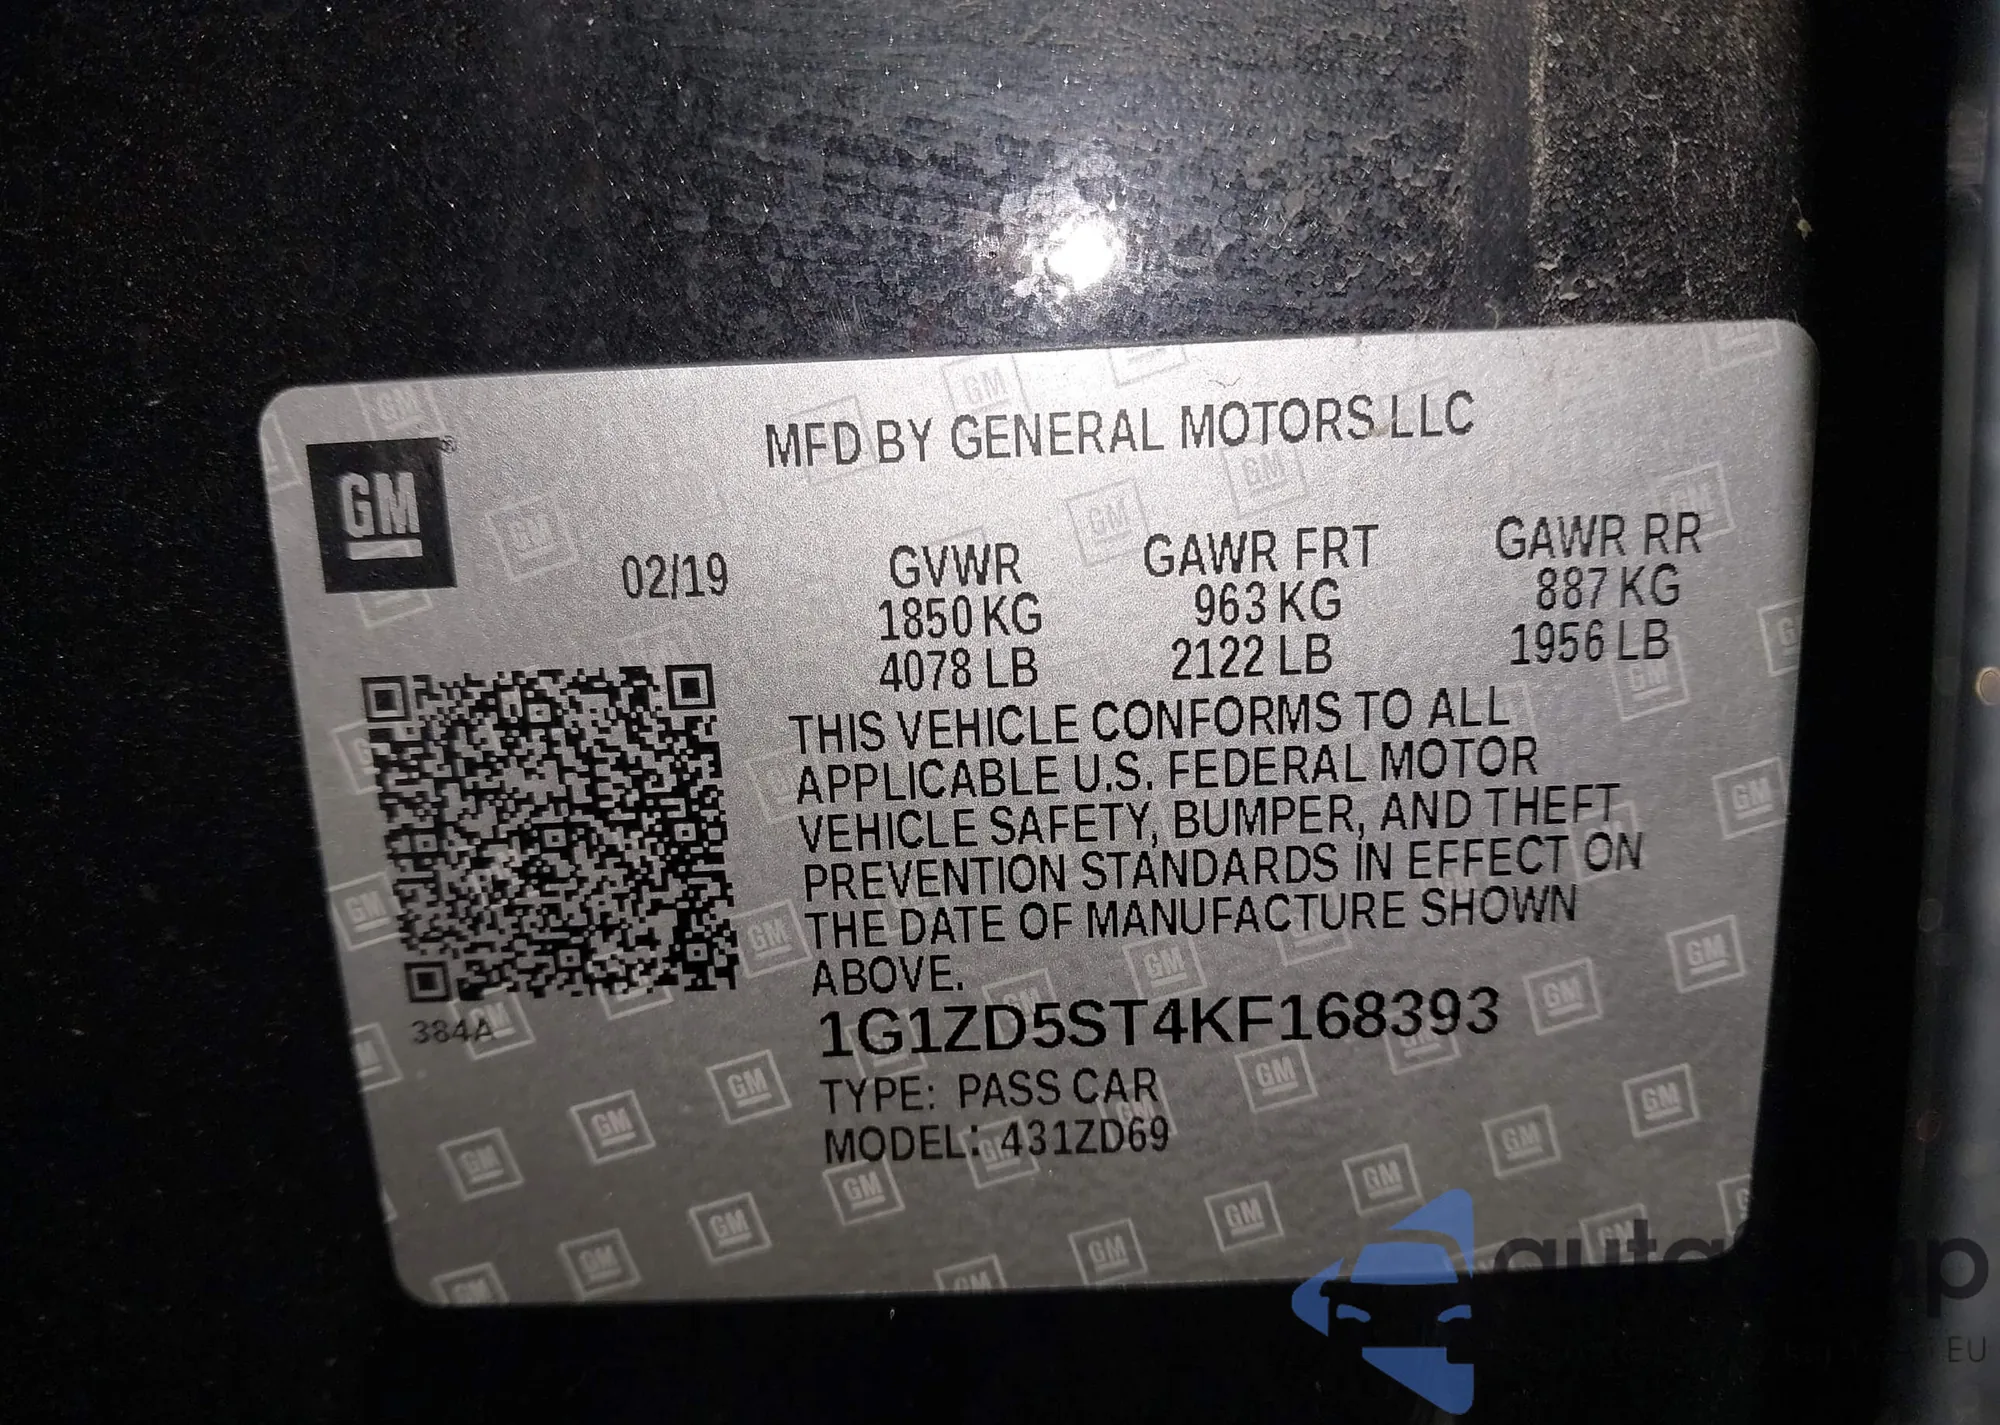 MFD BY GENERAL MOTORS LLC
GM
®
02/19
GVWR
1850 KG
4078 LB
GAWR FRT
963 KG
2122 LB
GAWR RR
887 KG
1956 LB
THIS VEHICLE CONFORMS TO ALL
APPLICABLE U.S. FEDERAL MOTOR
VEHICLE SAFETY, BUMPER, AND THEFT
PREVENTION STANDARDS IN EFFECT ON
THE DATE OF MANUFACTURE SHOWN
ABOVE.
384A
1G1ZD5ST4KF168393
TYPE: PASS CAR
MODEL: 431ZD69
EU